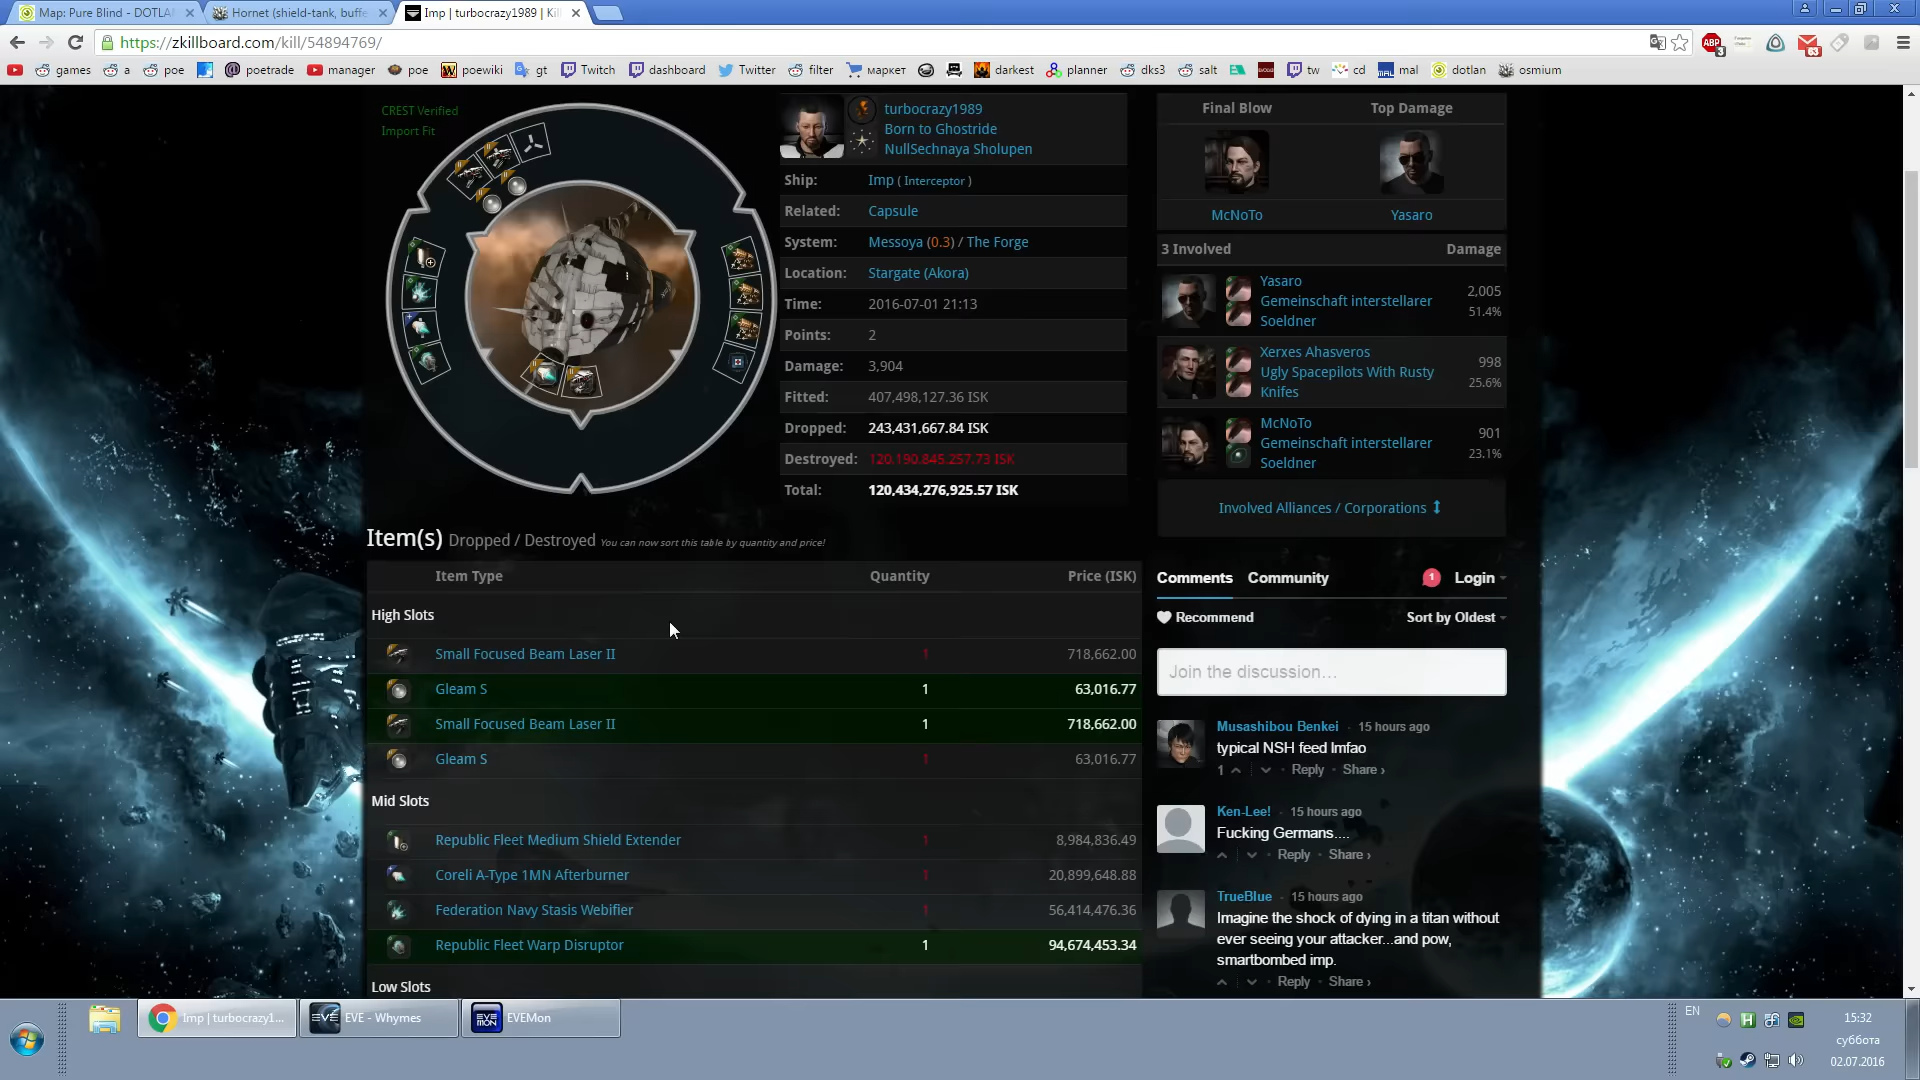 Map: Pure Blind - DOTLA
Hornet (shield-tank, buffe
Imp | turbocrazy1989 | Kil
https://zkillboard.com/kill/54894769/
games a poe poetrade manager poe poewiki gt Twitch dashboard Twitter filter маркет darkest planner dks3 salt tw cd mal dotlan osmium
CREST Verified
Import Fit
turbocrazy1989
Born to Ghostride
NullSechnaya Sholupen
Ship: Imp ( Interceptor )
Related: Capsule
System: Messoya (0.3) / The Forge
Location: Stargate (Akora)
Time: 2016-07-01 21:13
Points: 2
Damage: 3,904
Fitted: 407,498,127.36 ISK
Dropped: 243,431,667.84 ISK
Destroyed: 120,190,845,257.73 ISK
Total: 120,434,276,925.57 ISK
Final Blow Top Damage
McNoTo Yasaro
3 Involved Damage
Yasaro 2,005
Gemeinschaft interstellarer 51.4%
Soeldner
Xerxes Ahasveros 998
Ugly Spacepilots With Rusty 25.6%
Knifes
McNoTo 901
Gemeinschaft interstellarer 23.1%
Soeldner
Involved Alliances / Corporations
Item(s) Dropped / Destroyed You can now sort this table by quantity and price!
Item Type Quantity Price (ISK)
High Slots
Small Focused Beam Laser II 1 718,662.00
Gleam S 1 63,016.77
Small Focused Beam Laser II 1 718,662.00
Gleam S 1 63,016.77
Mid Slots
Republic Fleet Medium Shield Extender 1 8,984,836.49
Coreli A-Type 1MN Afterburner 1 20,899,648.88
Federation Navy Stasis Webifier 1 56,414,476.36
Republic Fleet Warp Disruptor 1 94,674,453.34
Low Slots
Comments Community 1 Login
Recommend Sort by Oldest
Join the discussion…
Musashibou Benkei - 15 hours ago
typical NSH feed lmfao
1 Reply Share ›
Ken-Lee! - 15 hours ago
Fucking Germans....
Reply Share ›
TrueBlue - 15 hours ago
Imagine the shock of dying in a titan without
ever seeing your attacker...and pow,
smartbombed imp.
Reply Share ›
Imp | turbocrazy1...
EVE - Whymes
EVEMon
EN
15:32
суббота
02.07.2016